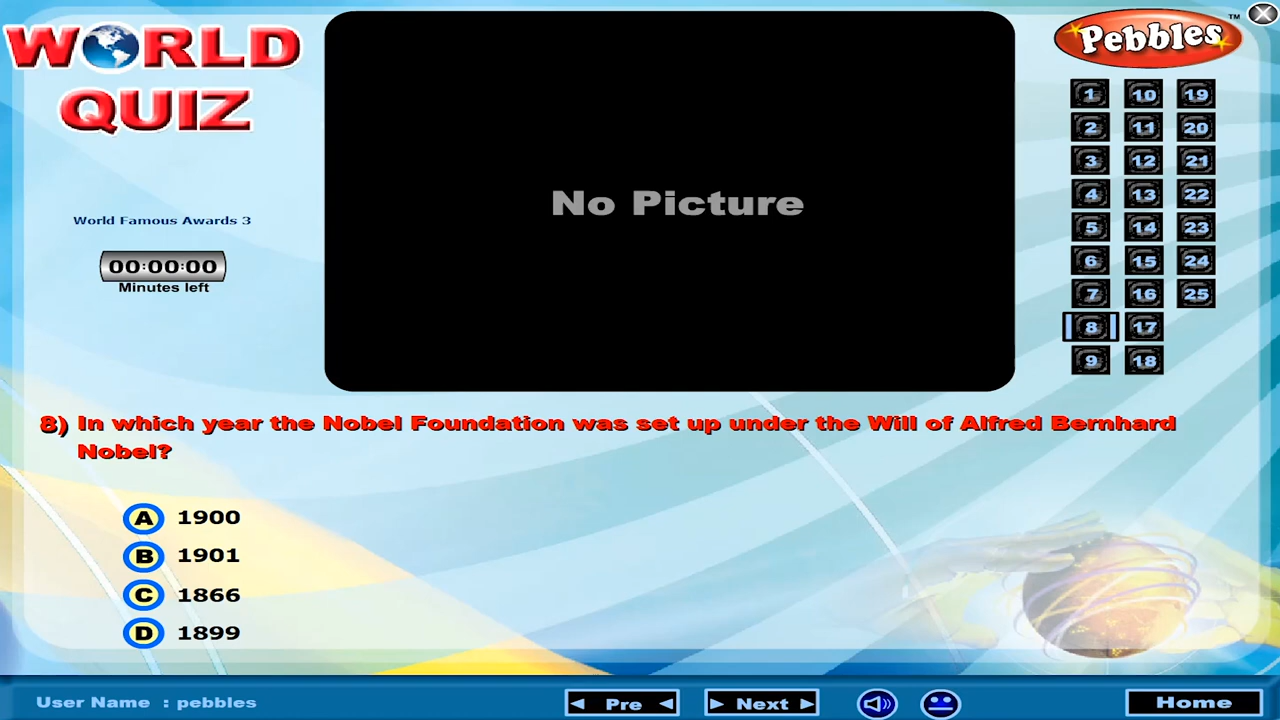 WORLD
QUIZ
World Famous Awards 3
00:00:00
Minutes left
No Picture
Pebbles™
1 10 19
2 11 20
3 12 21
4 13 22
5 14 23
6 15 24
7 16 25
8 17
9 18
8) In which year the Nobel Foundation was set up under the Will of Alfred Bernhard
Nobel?
A 1900
B 1901
C 1866
D 1899
User Name : pebbles
Pre
Next
Home